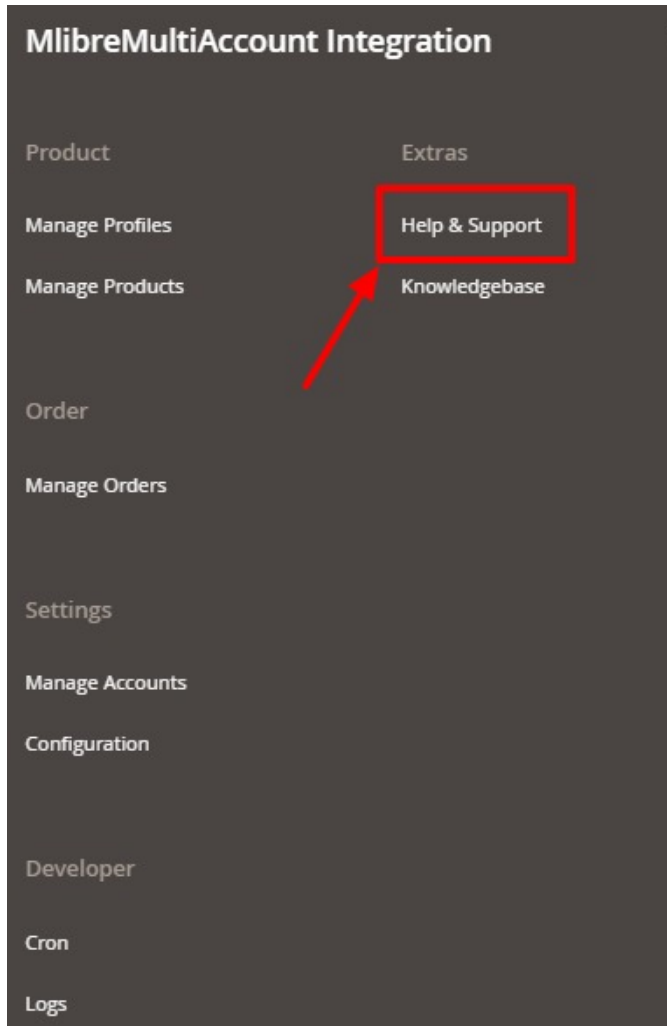 MlibreMultiAccount Integration
Product
Manage Profiles
Manage Products
Extras
Help & Support
Knowledgebase
Order
Manage Orders
Settings
Manage Accounts
Configuration
Developer
Cron
Logs